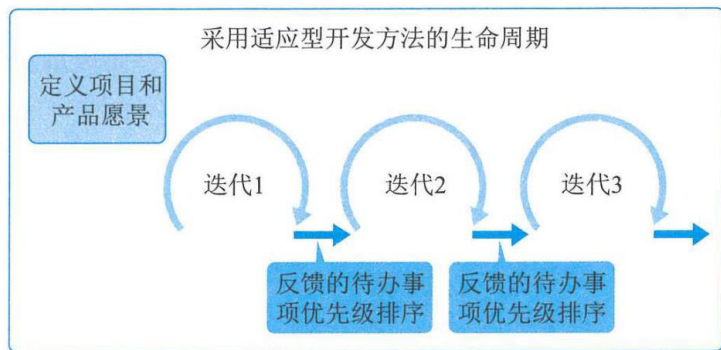 采用适应型开发方法的生命周期
定义项目和
产品愿景
迭代1
迭代2
迭代3
反馈的待办事
项优先级排序
反馈的待办事
项优先级排序